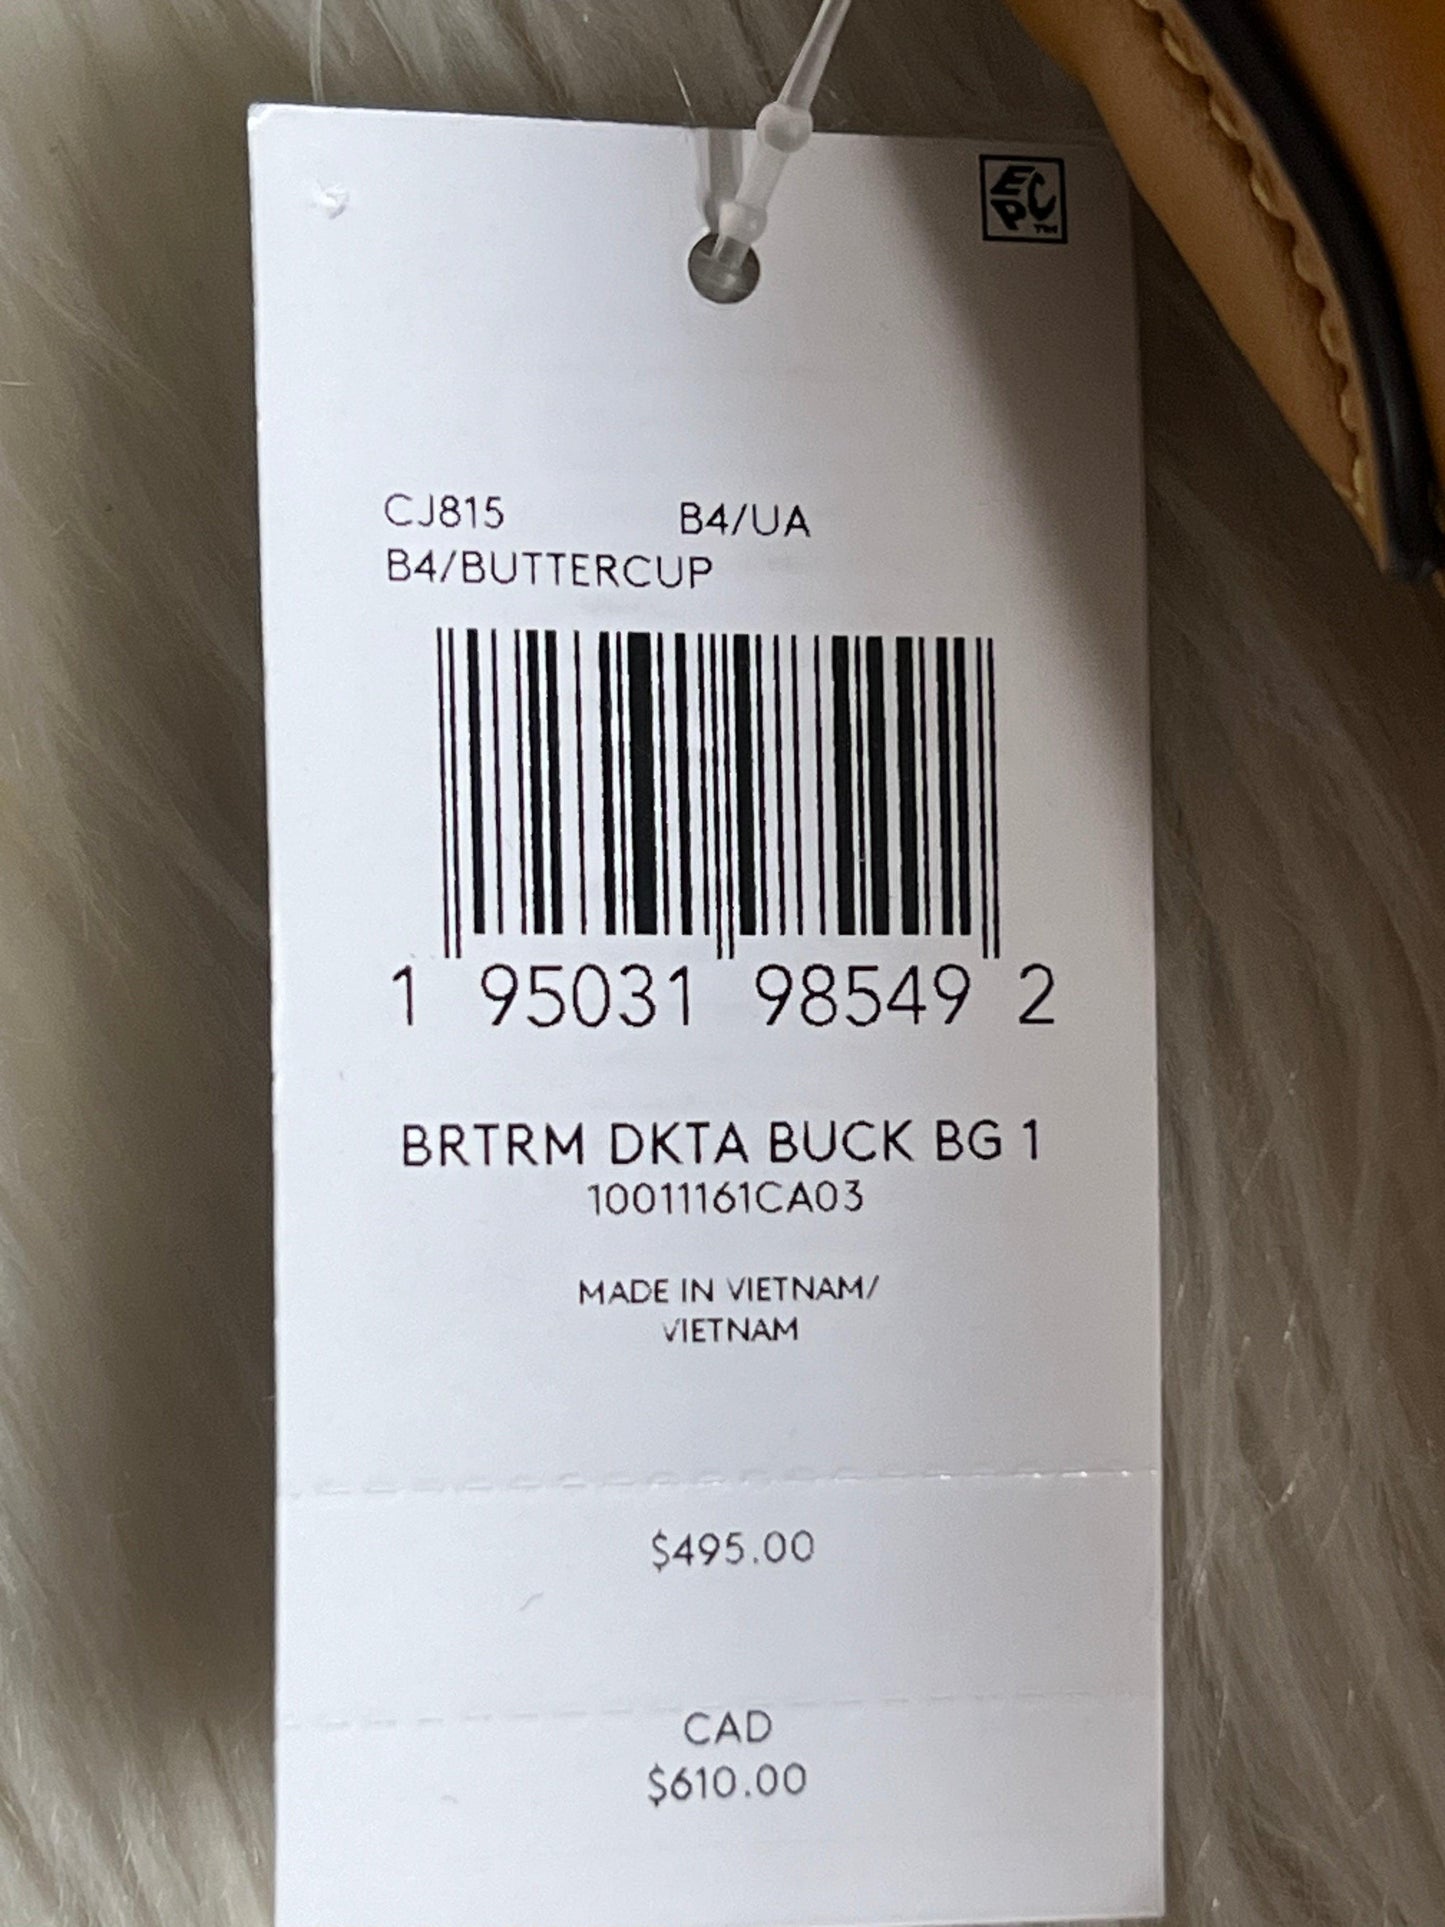 EPC™
CJ815 B4/UA
B4/BUTTERCUP
1 95031 98549 2
BRTRM DKTA BUCK BG 1
10011161CA03
MADE IN VIETNAM/
VIETNAM
$495.00
CAD
$610.00